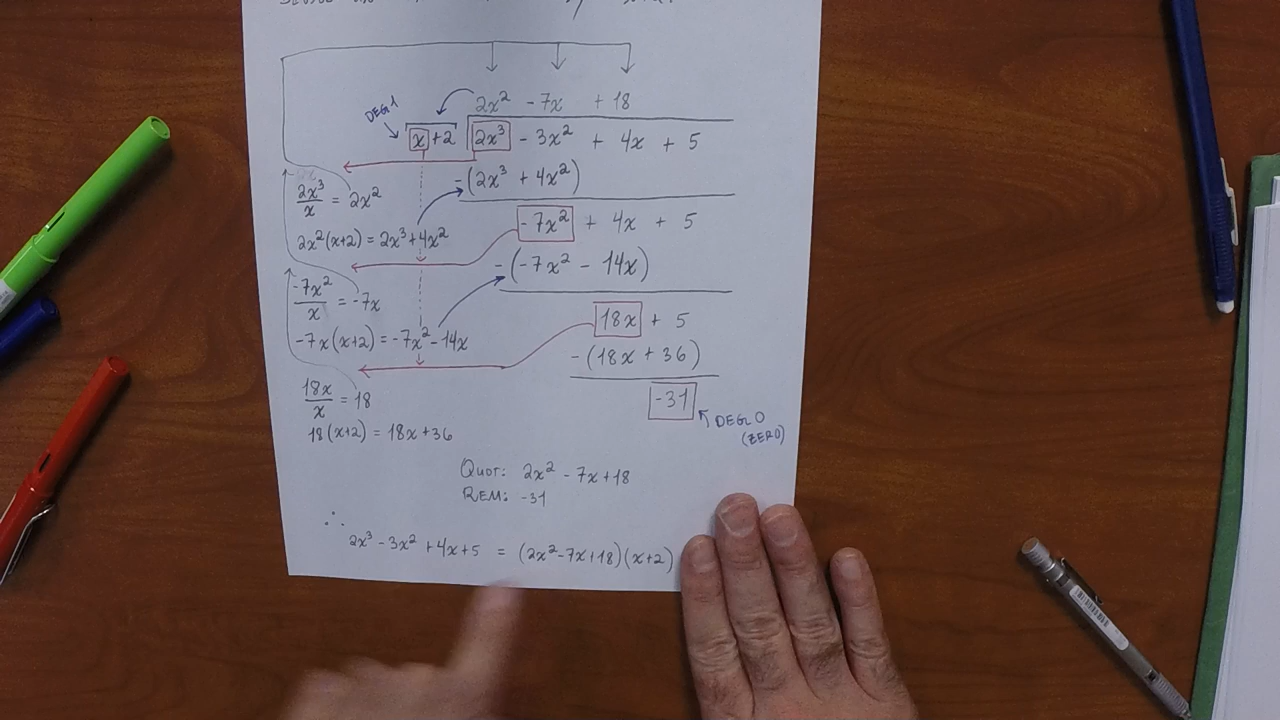 2x² - 7x + 18
DEG 1
x + 2 2x³ - 3x² + 4x + 5
-(2x³ + 4x²)
2x³/x = 2x²
-7x² + 4x + 5
2x²(x+2) = 2x³+4x²
-(-7x² - 14x)
-7x²/x = -7x
18x + 5
-7x(x+2) = -7x² - 14x
-(18x + 36)
18x/x = 18
-31
DEG 0
(ZERO)
18(x+2) = 18x+36
QUOT: 2x² - 7x + 18
REM: -31
∴
2x³ - 3x² + 4x + 5 = (2x² - 7x + 18)(x+2)